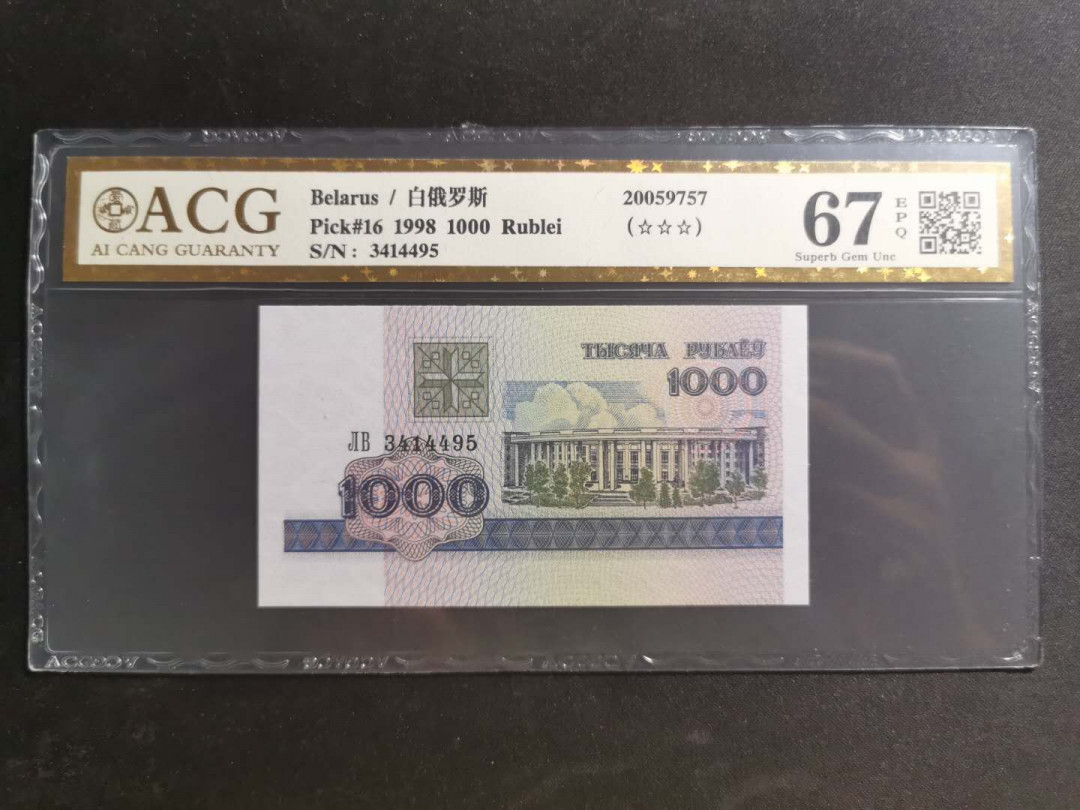 ACG
AI CANG GUARANTY
Belarus / 白俄罗斯
Pick#16 1998 1000 Rublei
S/N: 3414495
20059757
(☆☆☆)
67
EPQ
Superb Gem Unc
ТЫСЯЧА РУБЛЁЎ
1000
ЛВ 3414495
1000